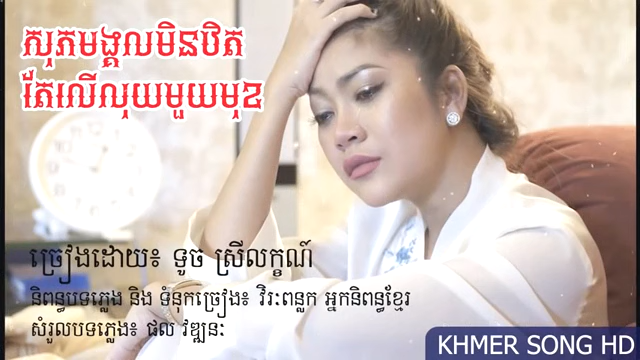 សុភមង្គលមិនឋិត
តែលើលុយមួយមុខ
ច្រៀងដោយ៖ ទូច ស្រីលក្ខណ៍
និពន្ធបទភ្លេង និង ទំនុកច្រៀង៖ វិរៈពន្លក អ្នកនិពន្ធខ្មែរ
សំរួលបទភ្លេង៖ ផល វឌ្ឍនៈ
KHMER SONG HD